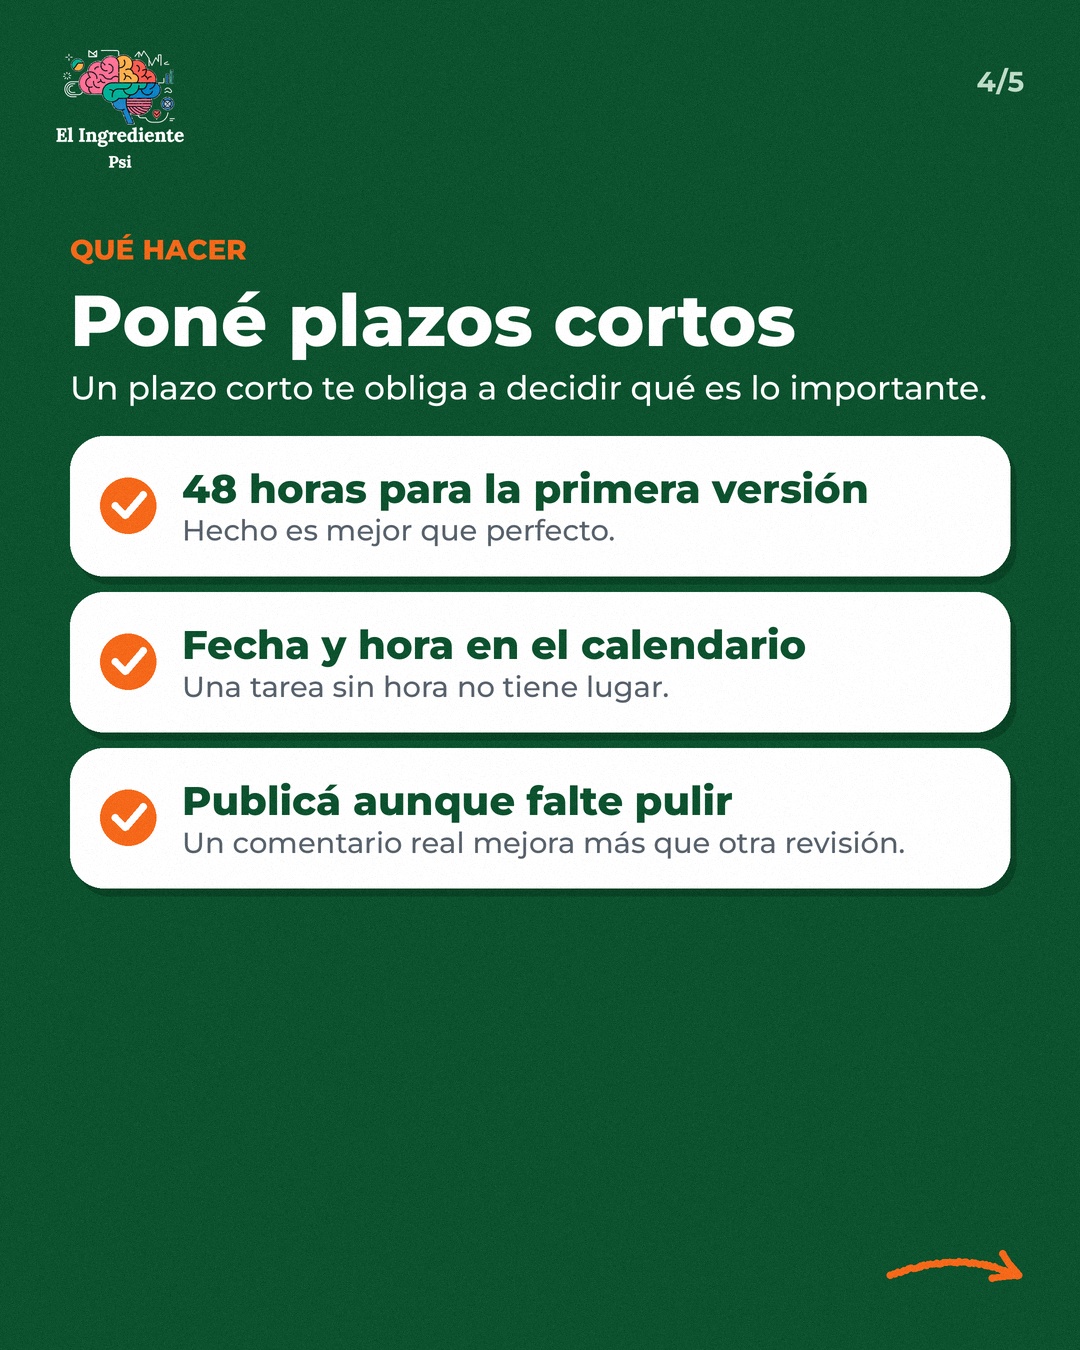 El Ingrediente
Psi
4/5
QUÉ HACER
Poné plazos cortos
Un plazo corto te obliga a decidir qué es lo importante.
48 horas para la primera versión
Hecho es mejor que perfecto.
Fecha y hora en el calendario
Una tarea sin hora no tiene lugar.
Publicá aunque falte pulir
Un comentario real mejora más que otra revisión.